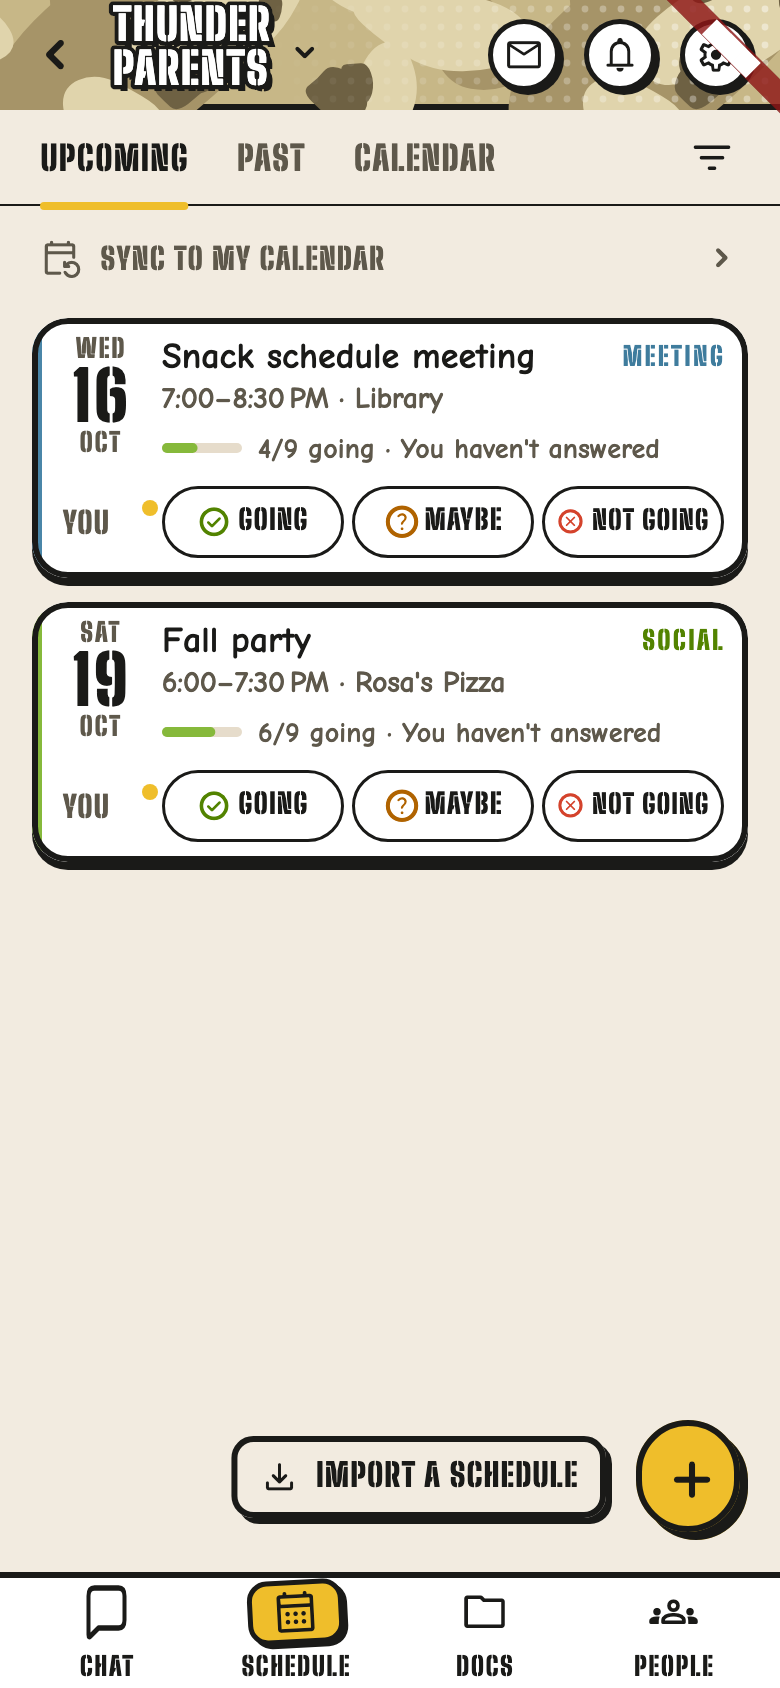 THUNDER
PARENTS
UPCOMING PAST CALENDAR
SYNC TO MY CALENDAR
WED
16
OCT
Snack schedule meeting
MEETING
7:00–8:30 PM · Library
4/9 going · You haven't answered
YOU
GOING
MAYBE
NOT GOING
SAT
19
OCT
Fall party
SOCIAL
6:00–7:30 PM · Rosa's Pizza
6/9 going · You haven't answered
YOU
GOING
MAYBE
NOT GOING
IMPORT A SCHEDULE
CHAT
SCHEDULE
DOCS
PEOPLE